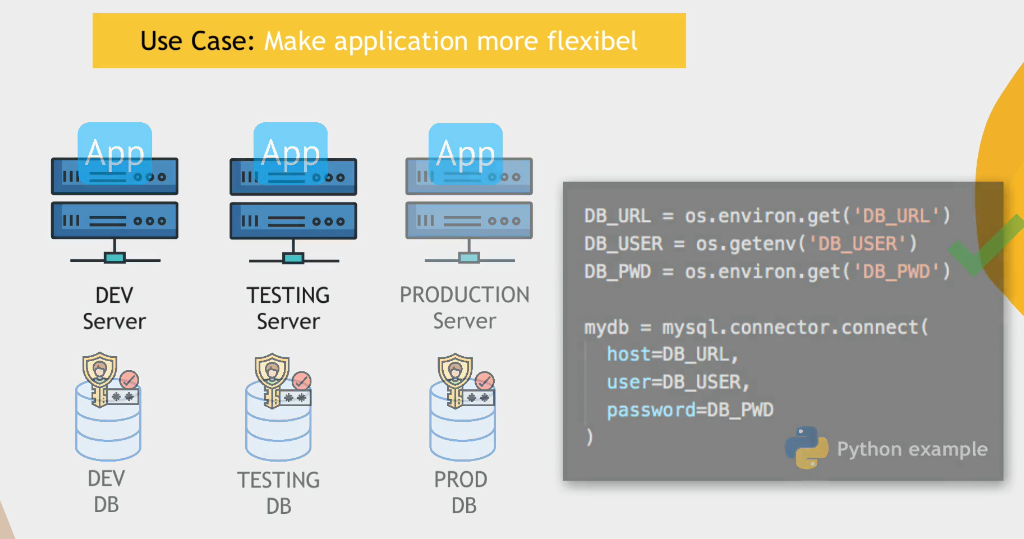 Use Case: Make application more flexibel
App
App
App
DEV
Server
TESTING
Server
PRODUCTION
Server
DEV
DB
TESTING
DB
PROD
DB
DB_URL = os.environ.get('DB_URL')
DB_USER = os.getenv('DB_USER')
DB_PWD = os.environ.get('DB_PWD')
mydb = mysql.connector.connect(
host=DB_URL,
user=DB_USER,
password=DB_PWD
)
Python example